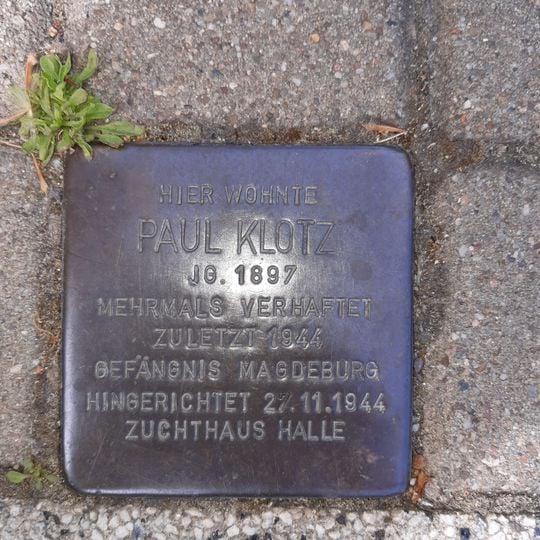 HIER WOHNTE
PAUL KLOTZ
JG. 1897
MEHRMALS VERHAFTET
ZULETZT 1944
GEFÄNGNIS MAGDEBURG
HINGERICHTET 27.11.1944
ZUCHTHAUS HALLE